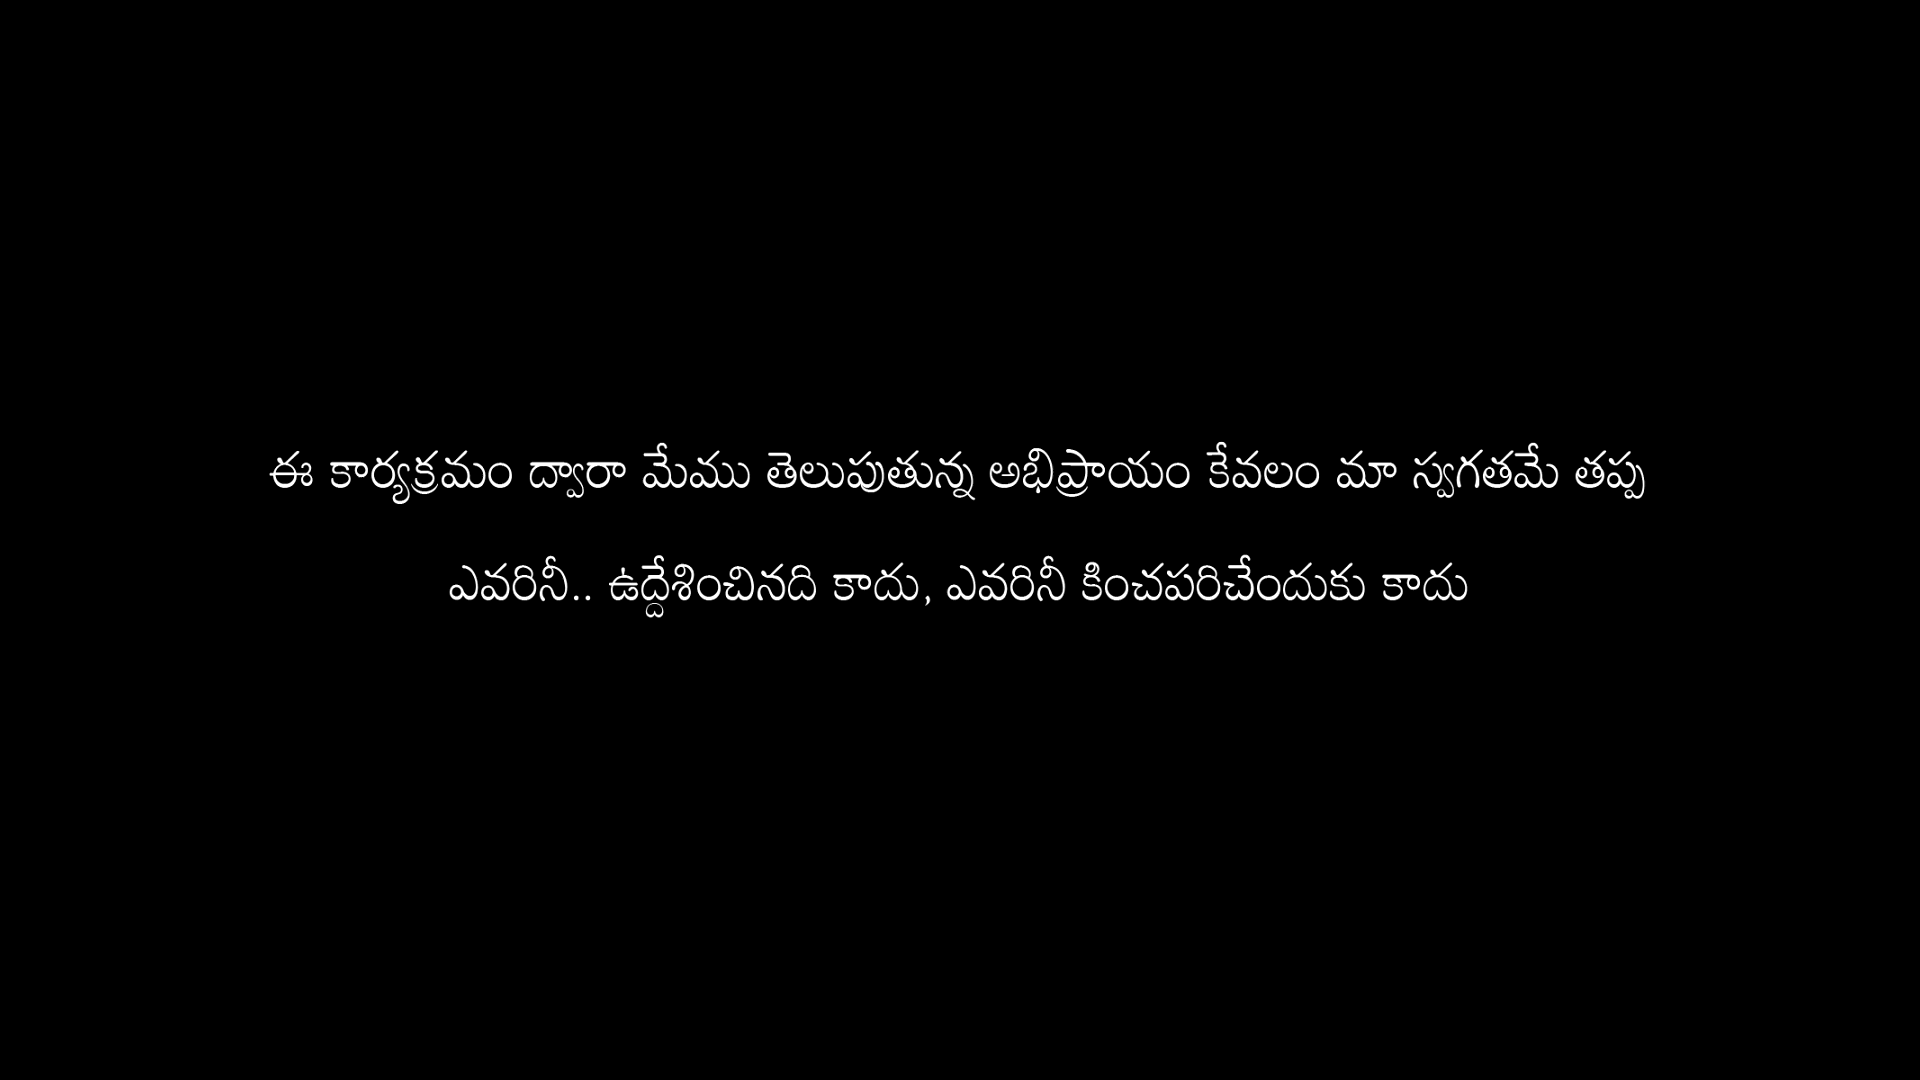 ఈ కార్యక్రమం ద్వారా మేము తెలుపుతున్న అభిప్రాయం కేవలం మా స్వగతమే తప్ప
ఎవరినీ.. ఉద్దేశించినది కాదు, ఎవరినీ కించపరిచేందుకు కాదు